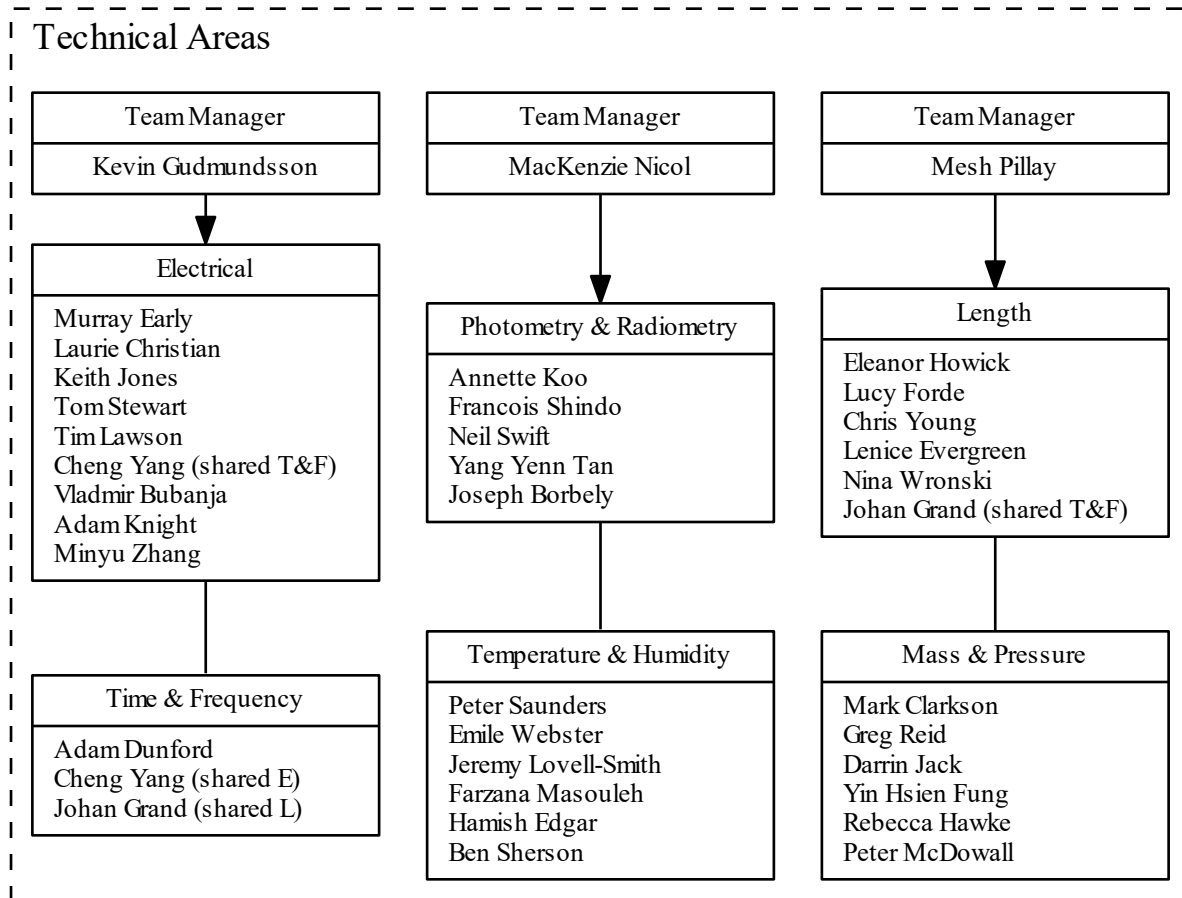 Technical Areas
Team Manager
Kevin Gudmundsson
Electrical
Murray Early
Laurie Christian
Keith Jones
Tom Stewart
Tim Lawson
Cheng Yang (shared T&F)
Vladmir Bubanja
Adam Knight
Minyu Zhang
Time & Frequency
Adam Dunford
Cheng Yang (shared E)
Johan Grand (shared L)
Team Manager
MacKenzie Nicol
Photometry & Radiometry
Annette Koo
Francois Shindo
Neil Swift
Yang Yenn Tan
Joseph Borbely
Temperature & Humidity
Peter Saunders
Emile Webster
Jeremy Lovell-Smith
Farzana Masouleh
Hamish Edgar
Ben Sherson
Team Manager
Mesh Pillay
Length
Eleanor Howick
Lucy Forde
Chris Young
Lenice Evergreen
Nina Wronski
Johan Grand (shared T&F)
Mass & Pressure
Mark Clarkson
Greg Reid
Darrin Jack
Yin Hsien Fung
Rebecca Hawke
Peter McDowall